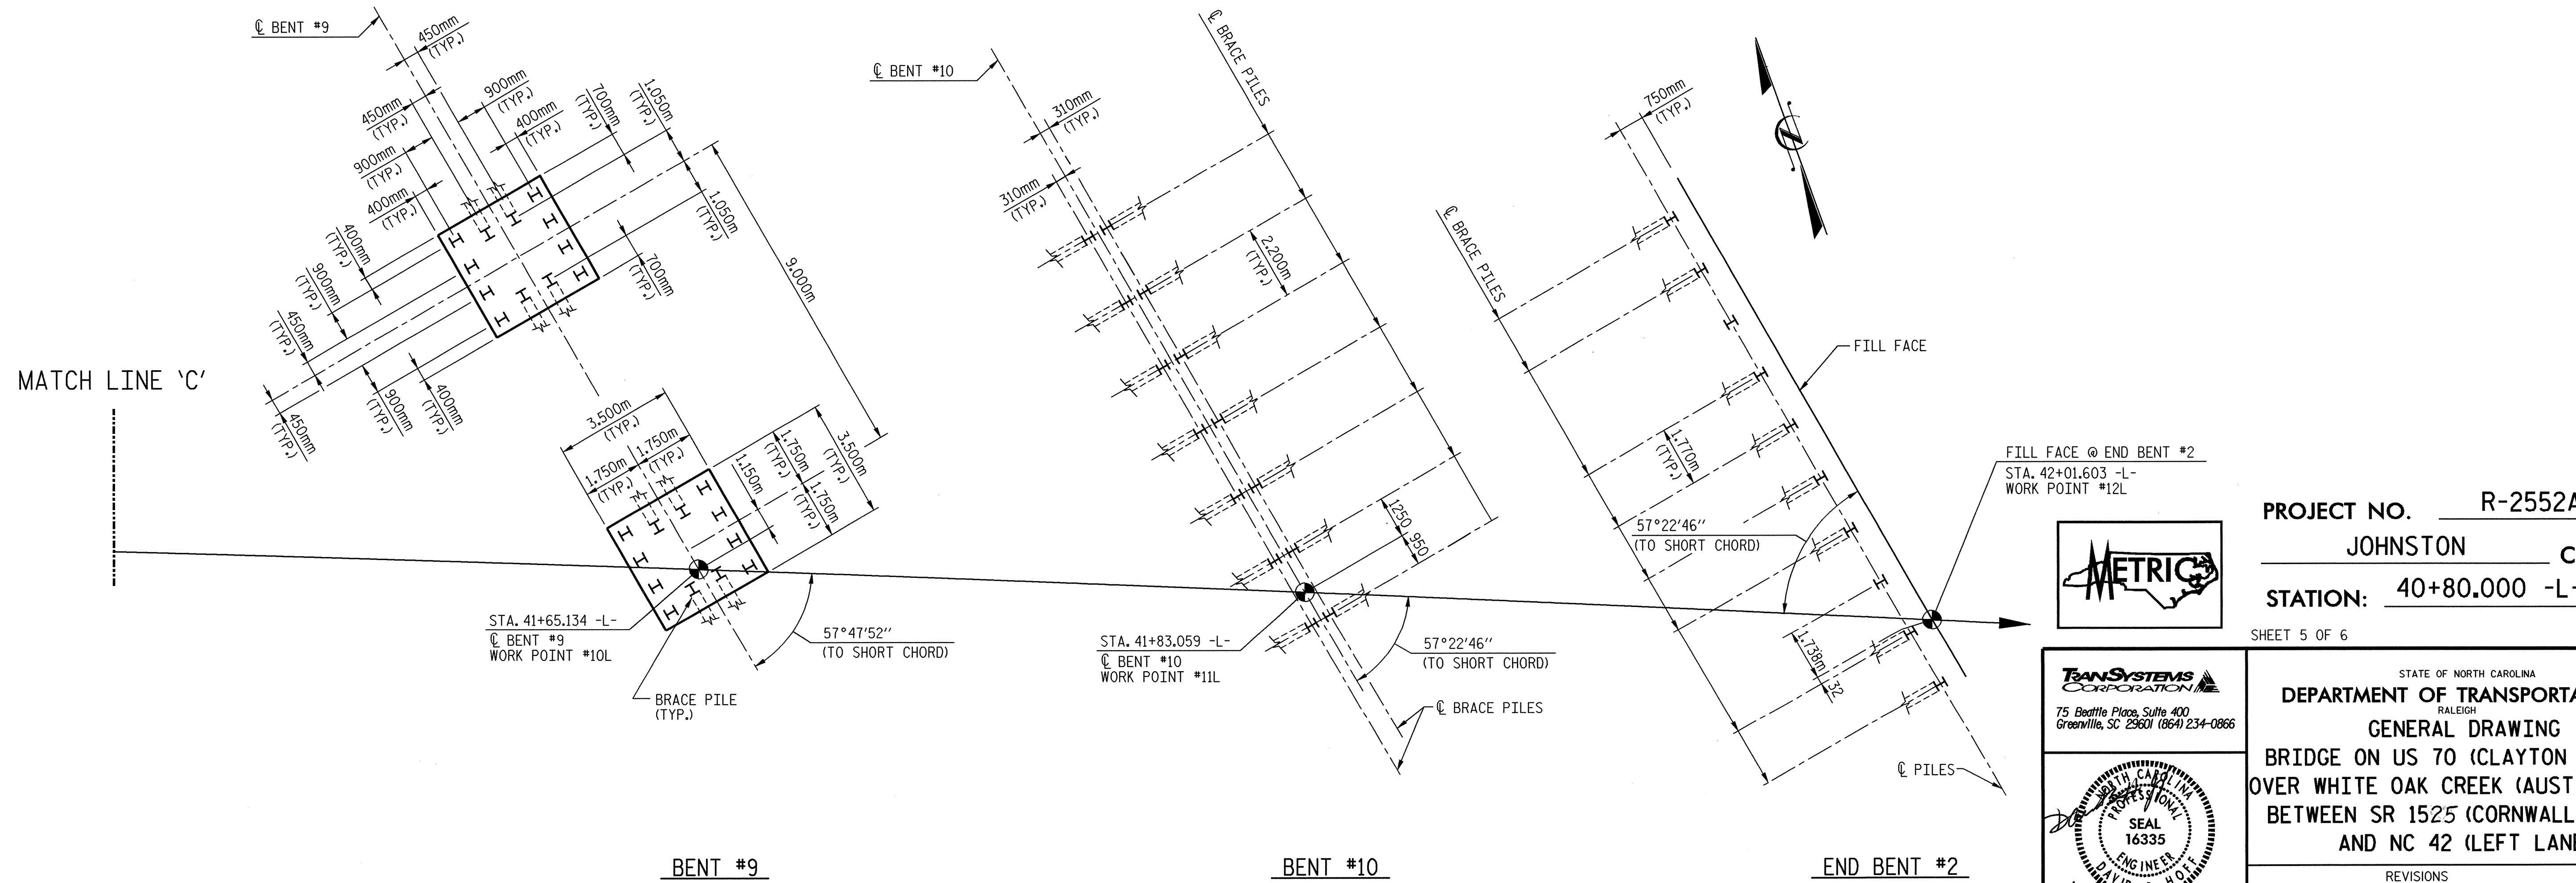 ℄ BENT #9
450mm
(TYP.)
450mm
(TYP.)
900mm
(TYP.)
400mm
(TYP.)
700mm
(TYP.)
1.050m
(TYP.)
900mm
(TYP.)
400mm
(TYP.)
400mm
(TYP.)
900mm
(TYP.)
450mm
(TYP.)
450mm
(TYP.)
900mm
(TYP.)
400mm
(TYP.)
1.050m
(TYP.)
700mm
(TYP.)
9.000m
MATCH LINE 'C'
3.500m
(TYP.)
1.750m
(TYP.)
1.750m
(TYP.)
1.150m
1.750m
(TYP.)
3.500m
(TYP.)
1.750m
(TYP.)
STA. 41+65.134 -L-
℄ BENT #9
WORK POINT #10L
57°47'52''
(TO SHORT CHORD)
BRACE PILE
(TYP.)
BENT #9
℄ BENT #10
310mm
(TYP.)
310mm
(TYP.)
℄ BRACE PILES
2.200m
(TYP.)
1250
950
STA. 41+83.059 -L-
℄ BENT #10
WORK POINT #11L
57°22'46''
(TO SHORT CHORD)
℄ BRACE PILES
BENT #10
℄ BRACE PILES
750mm
(TYP.)
N
FILL FACE
1.770m
(TYP.)
57°22'46''
(TO SHORT CHORD)
FILL FACE @ END BENT #2
STA. 42+01.603 -L-
WORK POINT #12L
1.738m
32
℄ PILES
END BENT #2
METRIC
PROJECT NO. R-2552A
JOHNSTON C
STATION: 40+80.000 -L-
SHEET 5 OF 6
TRANSYSTEMS
CORPORATION
75 Beattie Place, Suite 400
Greenville, SC 29601 (864) 234-0866
STATE OF NORTH CAROLINA
DEPARTMENT OF TRANSPORTA
RALEIGH
GENERAL DRAWING
BRIDGE ON US 70 (CLAYTON
OVER WHITE OAK CREEK (AUST
BETWEEN SR 1525 (CORNWALL
AND NC 42 (LEFT LAN
REVISIONS
NORTH CAROLINA
PROFESSIONAL
SEAL
16335
ENGINEER